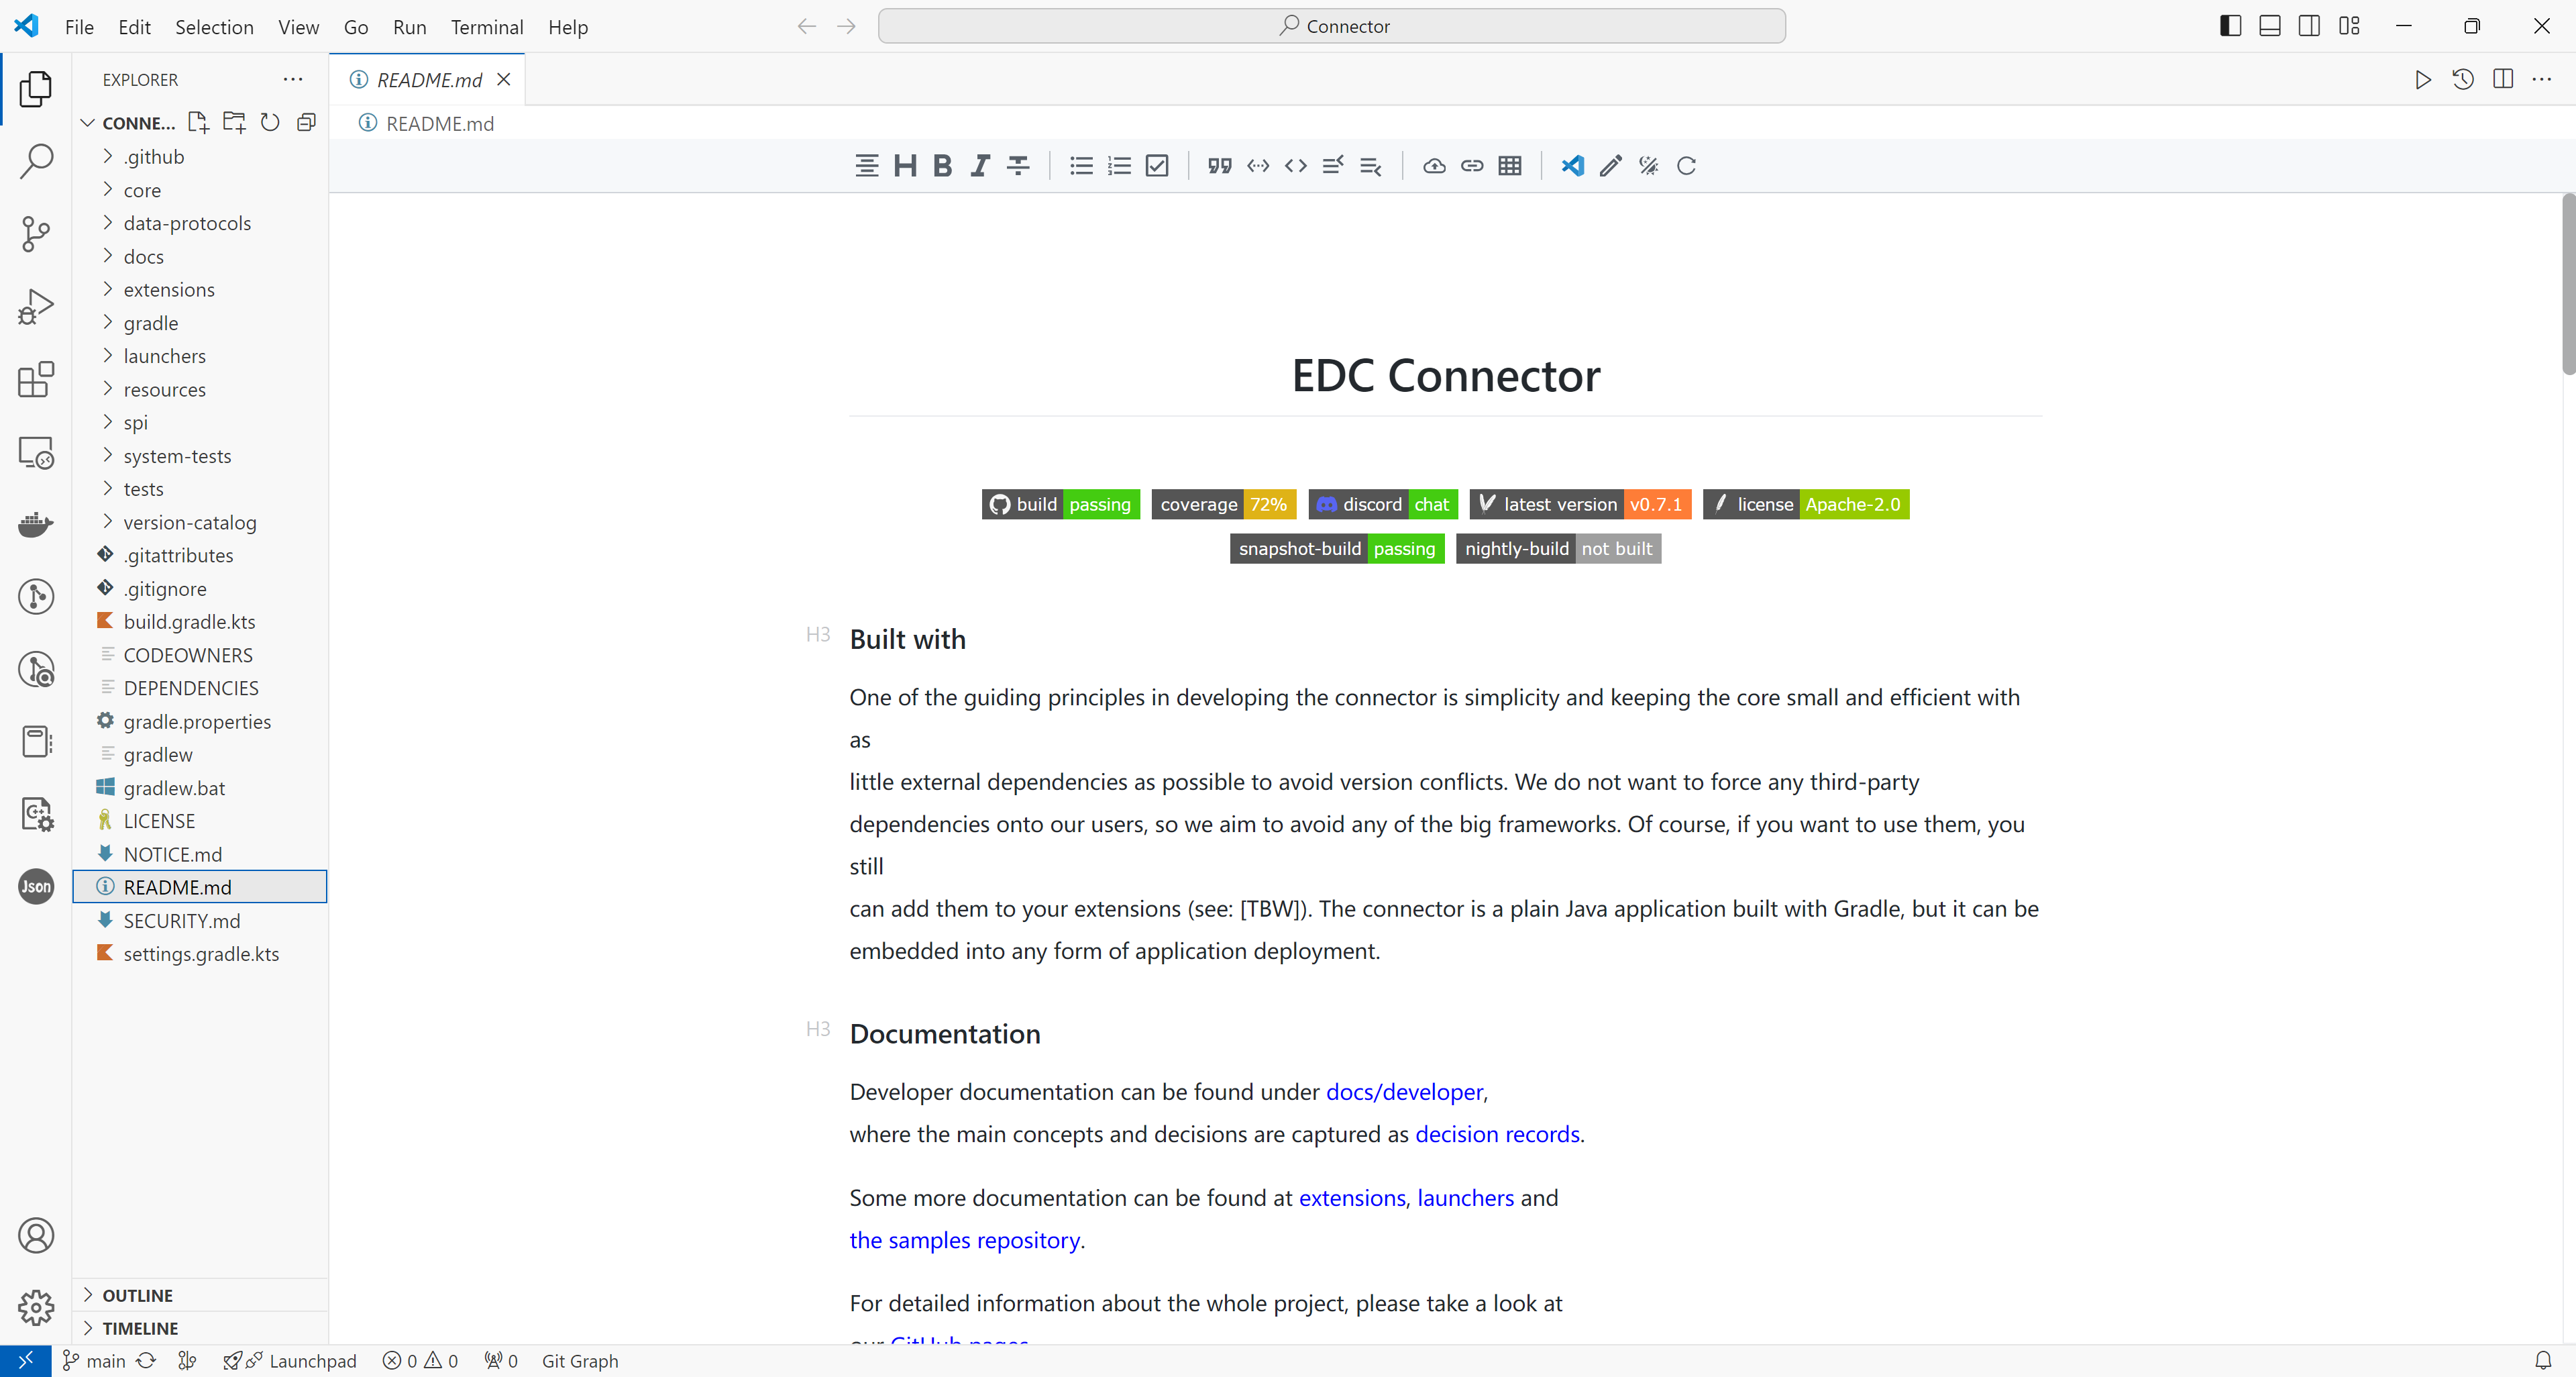 File Edit Selection View Go Run Terminal Help
Connector
EXPLORER
README.md
CONNE...
README.md
.github
core
data-protocols
docs
extensions
gradle
launchers
resources
spi
system-tests
tests
version-catalog
.gitattributes
.gitignore
build.gradle.kts
CODEOWNERS
DEPENDENCIES
gradle.properties
gradlew
gradlew.bat
LICENSE
NOTICE.md
README.md
SECURITY.md
settings.gradle.kts
OUTLINE
TIMELINE
Json
H B I
EDC Connector
build passing coverage 72% discord chat latest version v0.7.1 license Apache-2.0
snapshot-build passing nightly-build not built
H3 Built with
One of the guiding principles in developing the connector is simplicity and keeping the core small and efficient with
as
little external dependencies as possible to avoid version conflicts. We do not want to force any third-party
dependencies onto our users, so we aim to avoid any of the big frameworks. Of course, if you want to use them, you
still
can add them to your extensions (see: [TBW]). The connector is a plain Java application built with Gradle, but it can be
embedded into any form of application deployment.
H3 Documentation
Developer documentation can be found under docs/developer,
where the main concepts and decisions are captured as decision records.
Some more documentation can be found at extensions, launchers and
the samples repository.
For detailed information about the whole project, please take a look at
our GitHub pages
main Launchpad 0 0 0 Git Graph